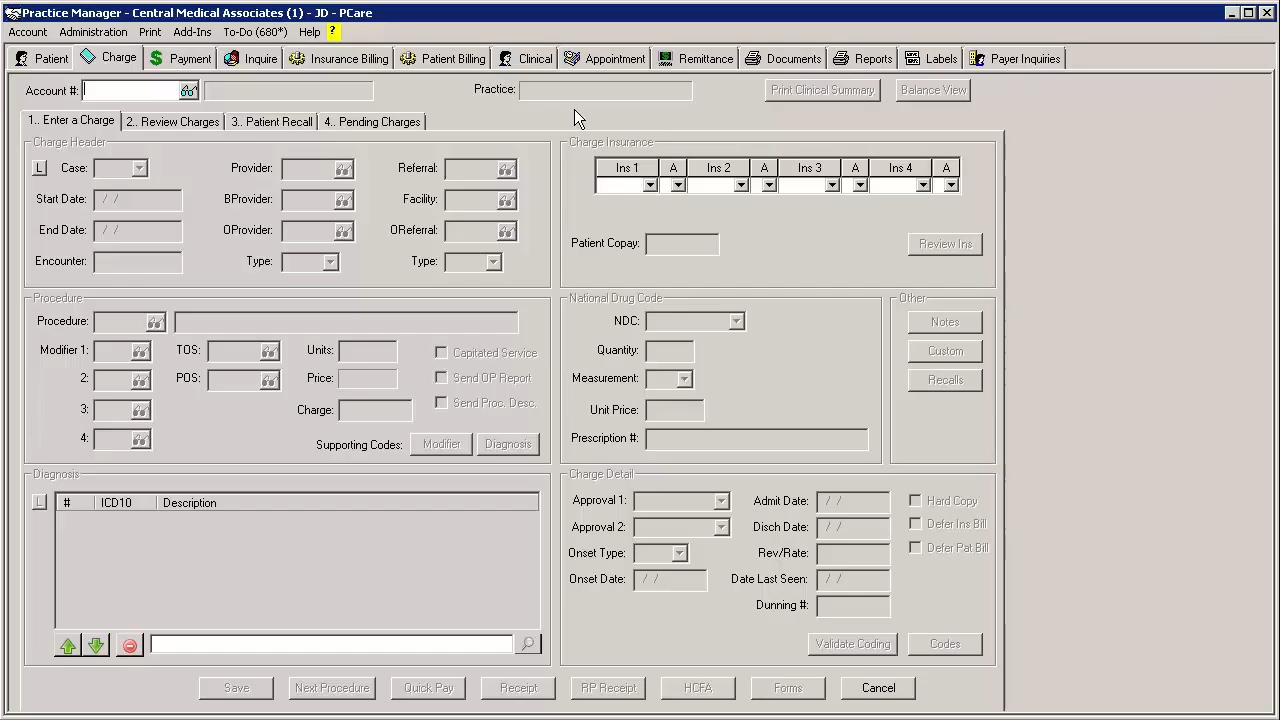 Practice Manager - Central Medical Associates (1) - JD - PCare
Account Administration Print Add-Ins To-Do (680*) Help ?
Patient Charge Payment Inquire Insurance Billing Patient Billing Clinical Appointment Remittance Documents Reports Labels Payer Inquiries
Account #: Practice: Print Clinical Summary Balance View
1.. Enter a Charge 2.. Review Charges 3.. Patient Recall 4.. Pending Charges
Charge Header
L Case: Provider: Referral:
Start Date: / / BProvider: Facility:
End Date: / / OProvider: OReferral:
Encounter: Type: Type:
Charge Insurance
Ins 1 A Ins 2 A Ins 3 A Ins 4 A
Patient Copay: Review Ins
Procedure
Procedure:
Modifier 1: TOS: Units: Capitated Service
2: POS: Price: Send OP Report
3: Charge: Send Proc. Desc.
4: Supporting Codes: Modifier Diagnosis
National Drug Code
NDC:
Quantity:
Measurement:
Unit Price:
Prescription #:
Other
Notes
Custom
Recalls
Diagnosis
L # ICD10 Description
Charge Detail
Approval 1: Admit Date: / / Hard Copy
Approval 2: Disch Date: / / Defer Ins Bill
Onset Type: Rev/Rate: Defer Pat Bill
Onset Date: / / Date Last Seen: / /
Dunning #:
Validate Coding Codes
Save Next Procedure Quick Pay Receipt RP Receipt HCFA Forms Cancel